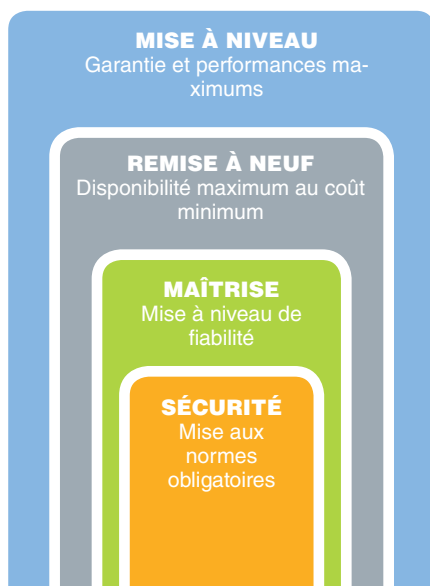 MISE À NIVEAU
Garantie et performances ma-
ximums
REMISE À NEUF
Disponibilité maximum au coût
minimum
MAÎTRISE
Mise à niveau de
fiabilité
SÉCURITÉ
Mise aux
normes
obligatoires